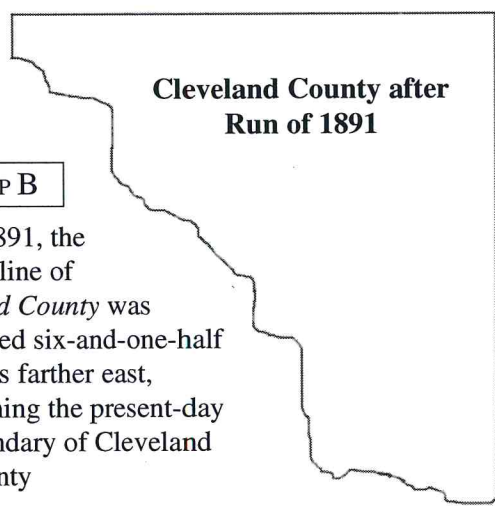 Cleveland County after
Run of 1891
P B
891, the
line of
d County was
ed six-and-one-half
s farther east,
ning the present-day
ndary of Cleveland
nty